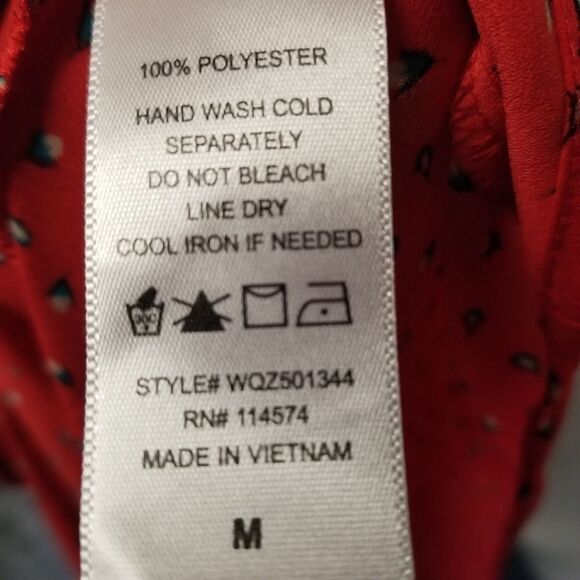 100% POLYESTER
HAND WASH COLD
SEPARATELY
DO NOT BLEACH
LINE DRY
COOL IRON IF NEEDED
STYLE# WQZ501344
RN# 114574
MADE IN VIETNAM
M